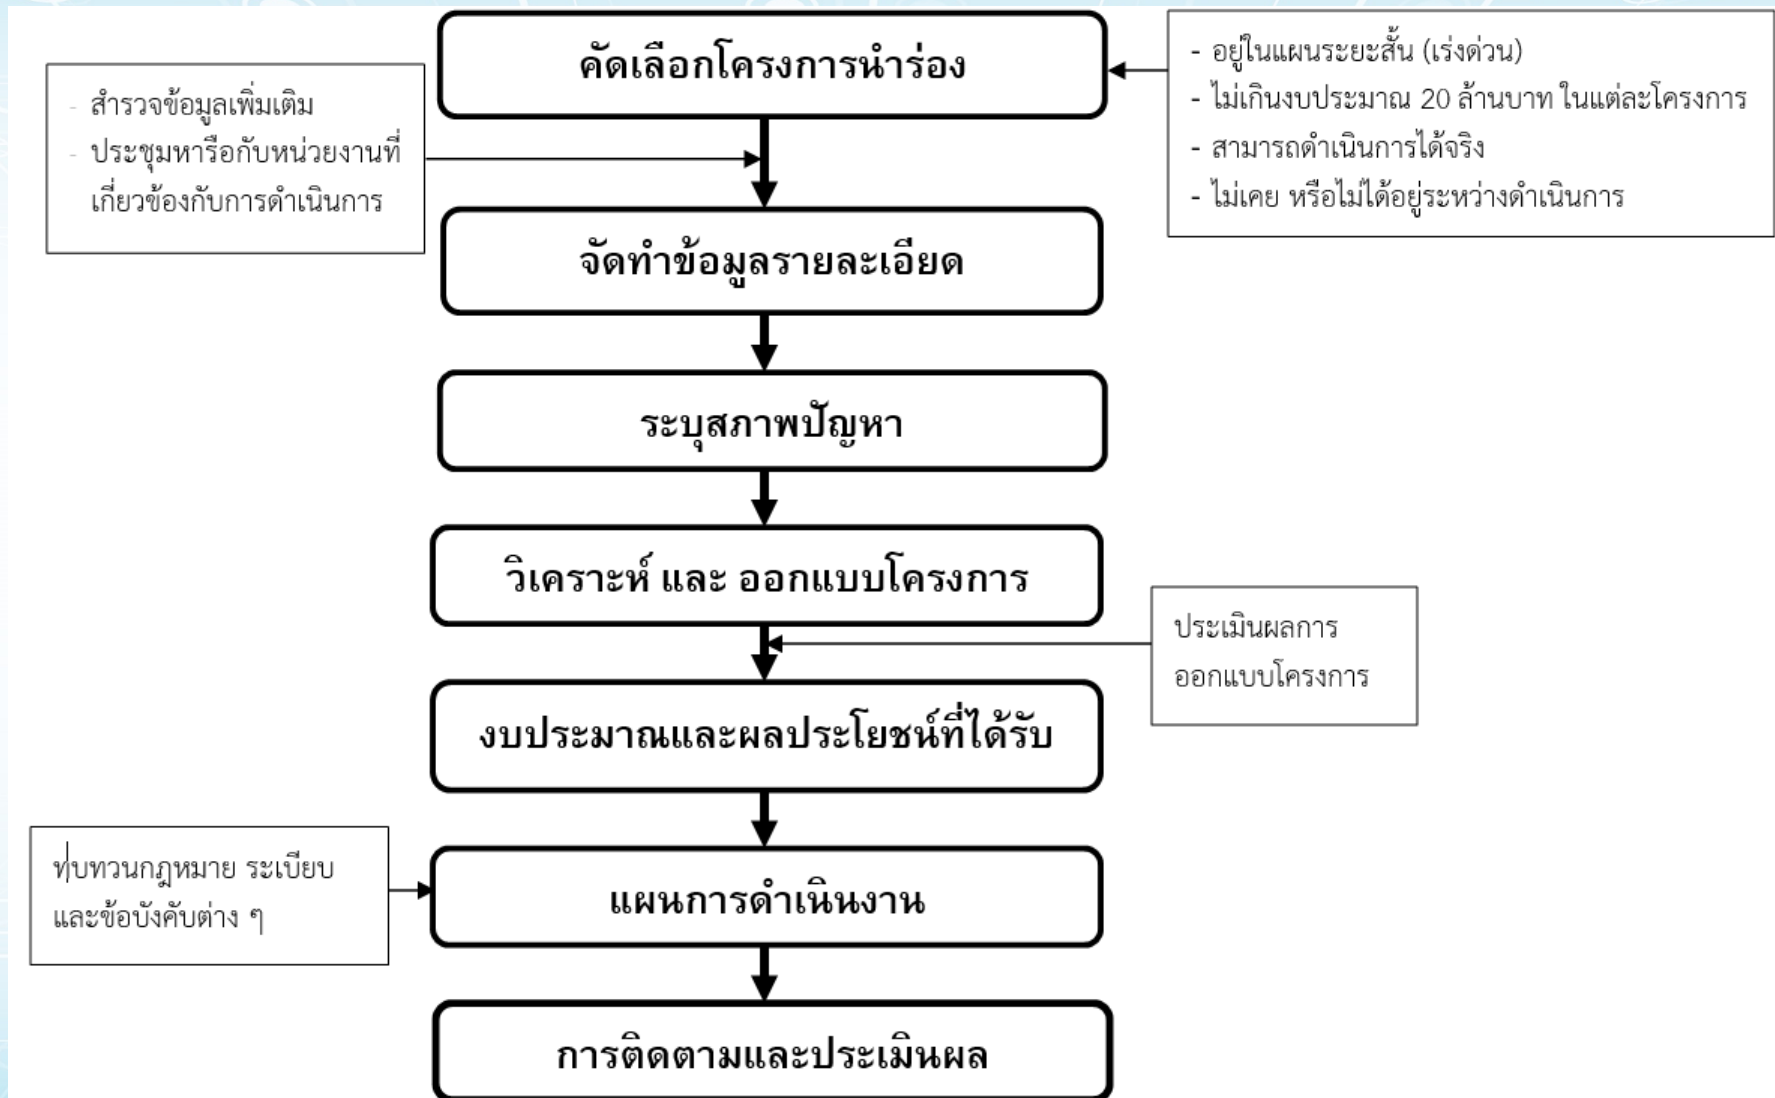 คัดเลือกโครงการนำร่อง
- อยู่ในแผนระยะสั้น (เร่งด่วน)
- ไม่เกินงบประมาณ 20 ล้านบาท ในแต่ละโครงการ
- สามารถดำเนินการได้จริง
- ไม่เคย หรือไม่ได้อยู่ระหว่างดำเนินการ
- สำรวจข้อมูลเพิ่มเติม
- ประชุมหารือกับหน่วยงานที่
เกี่ยวข้องกับการดำเนินการ
จัดทำข้อมูลรายละเอียด
ระบุสภาพปัญหา
วิเคราะห์ และ ออกแบบโครงการ
ประเมินผลการ
ออกแบบโครงการ
งบประมาณและผลประโยชน์ที่ได้รับ
ทบทวนกฎหมาย ระเบียบ
และข้อบังคับต่าง ๆ
แผนการดำเนินงาน
การติดตามและประเมินผล